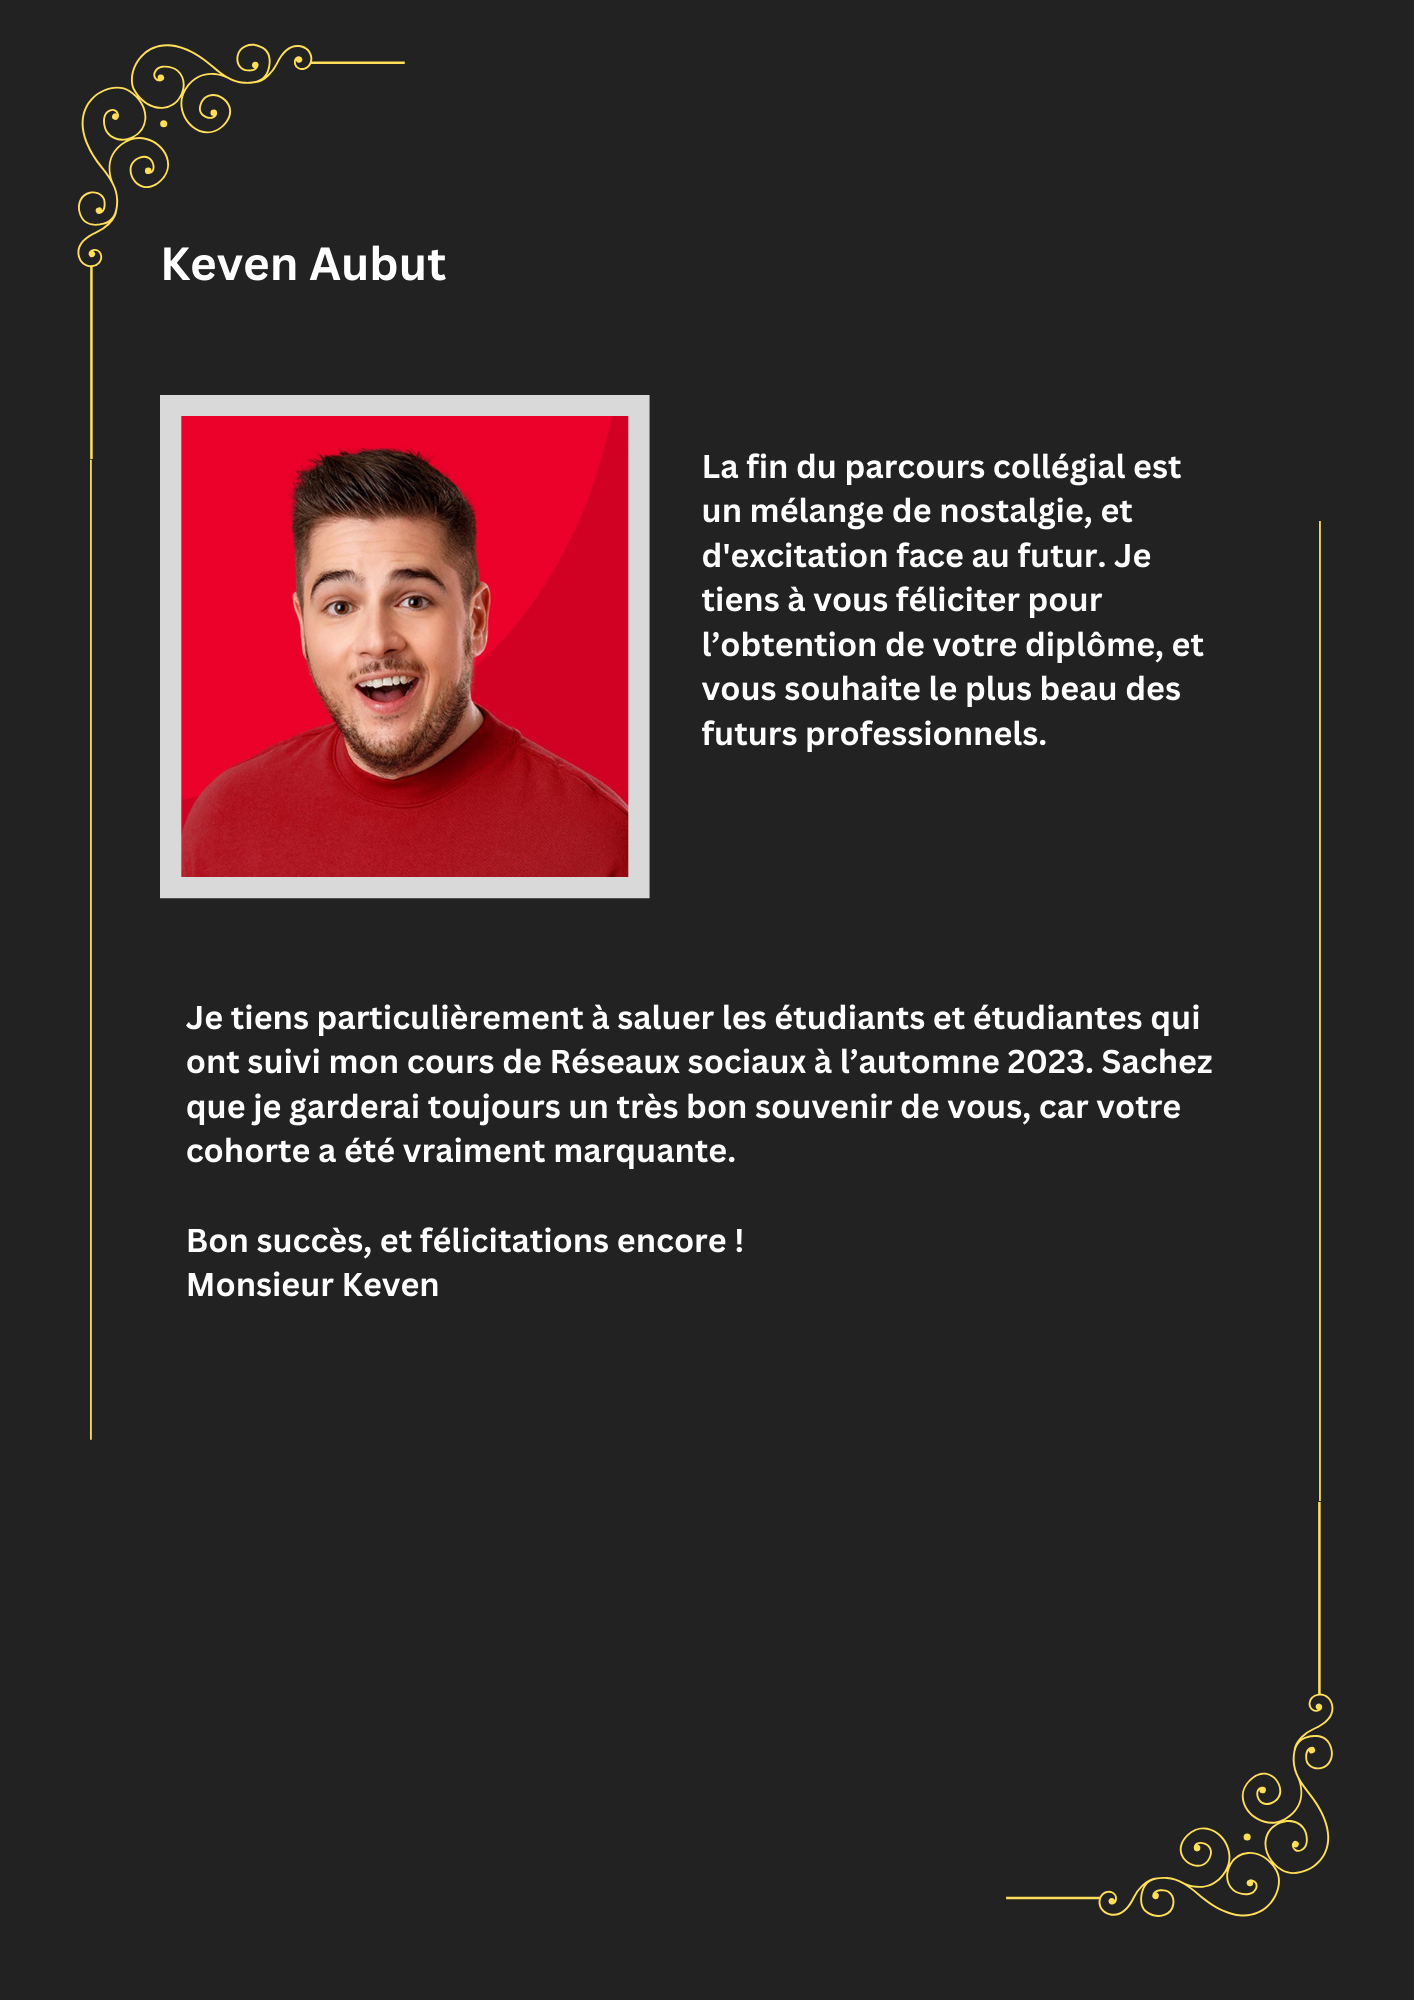 Keven Aubut
La fin du parcours collégial est
un mélange de nostalgie, et
d'excitation face au futur. Je
tiens à vous féliciter pour
l’obtention de votre diplôme, et
vous souhaite le plus beau des
futurs professionnels.
Je tiens particulièrement à saluer les étudiants et étudiantes qui
ont suivi mon cours de Réseaux sociaux à l’automne 2023. Sachez
que je garderai toujours un très bon souvenir de vous, car votre
cohorte a été vraiment marquante.
Bon succès, et félicitations encore !
Monsieur Keven